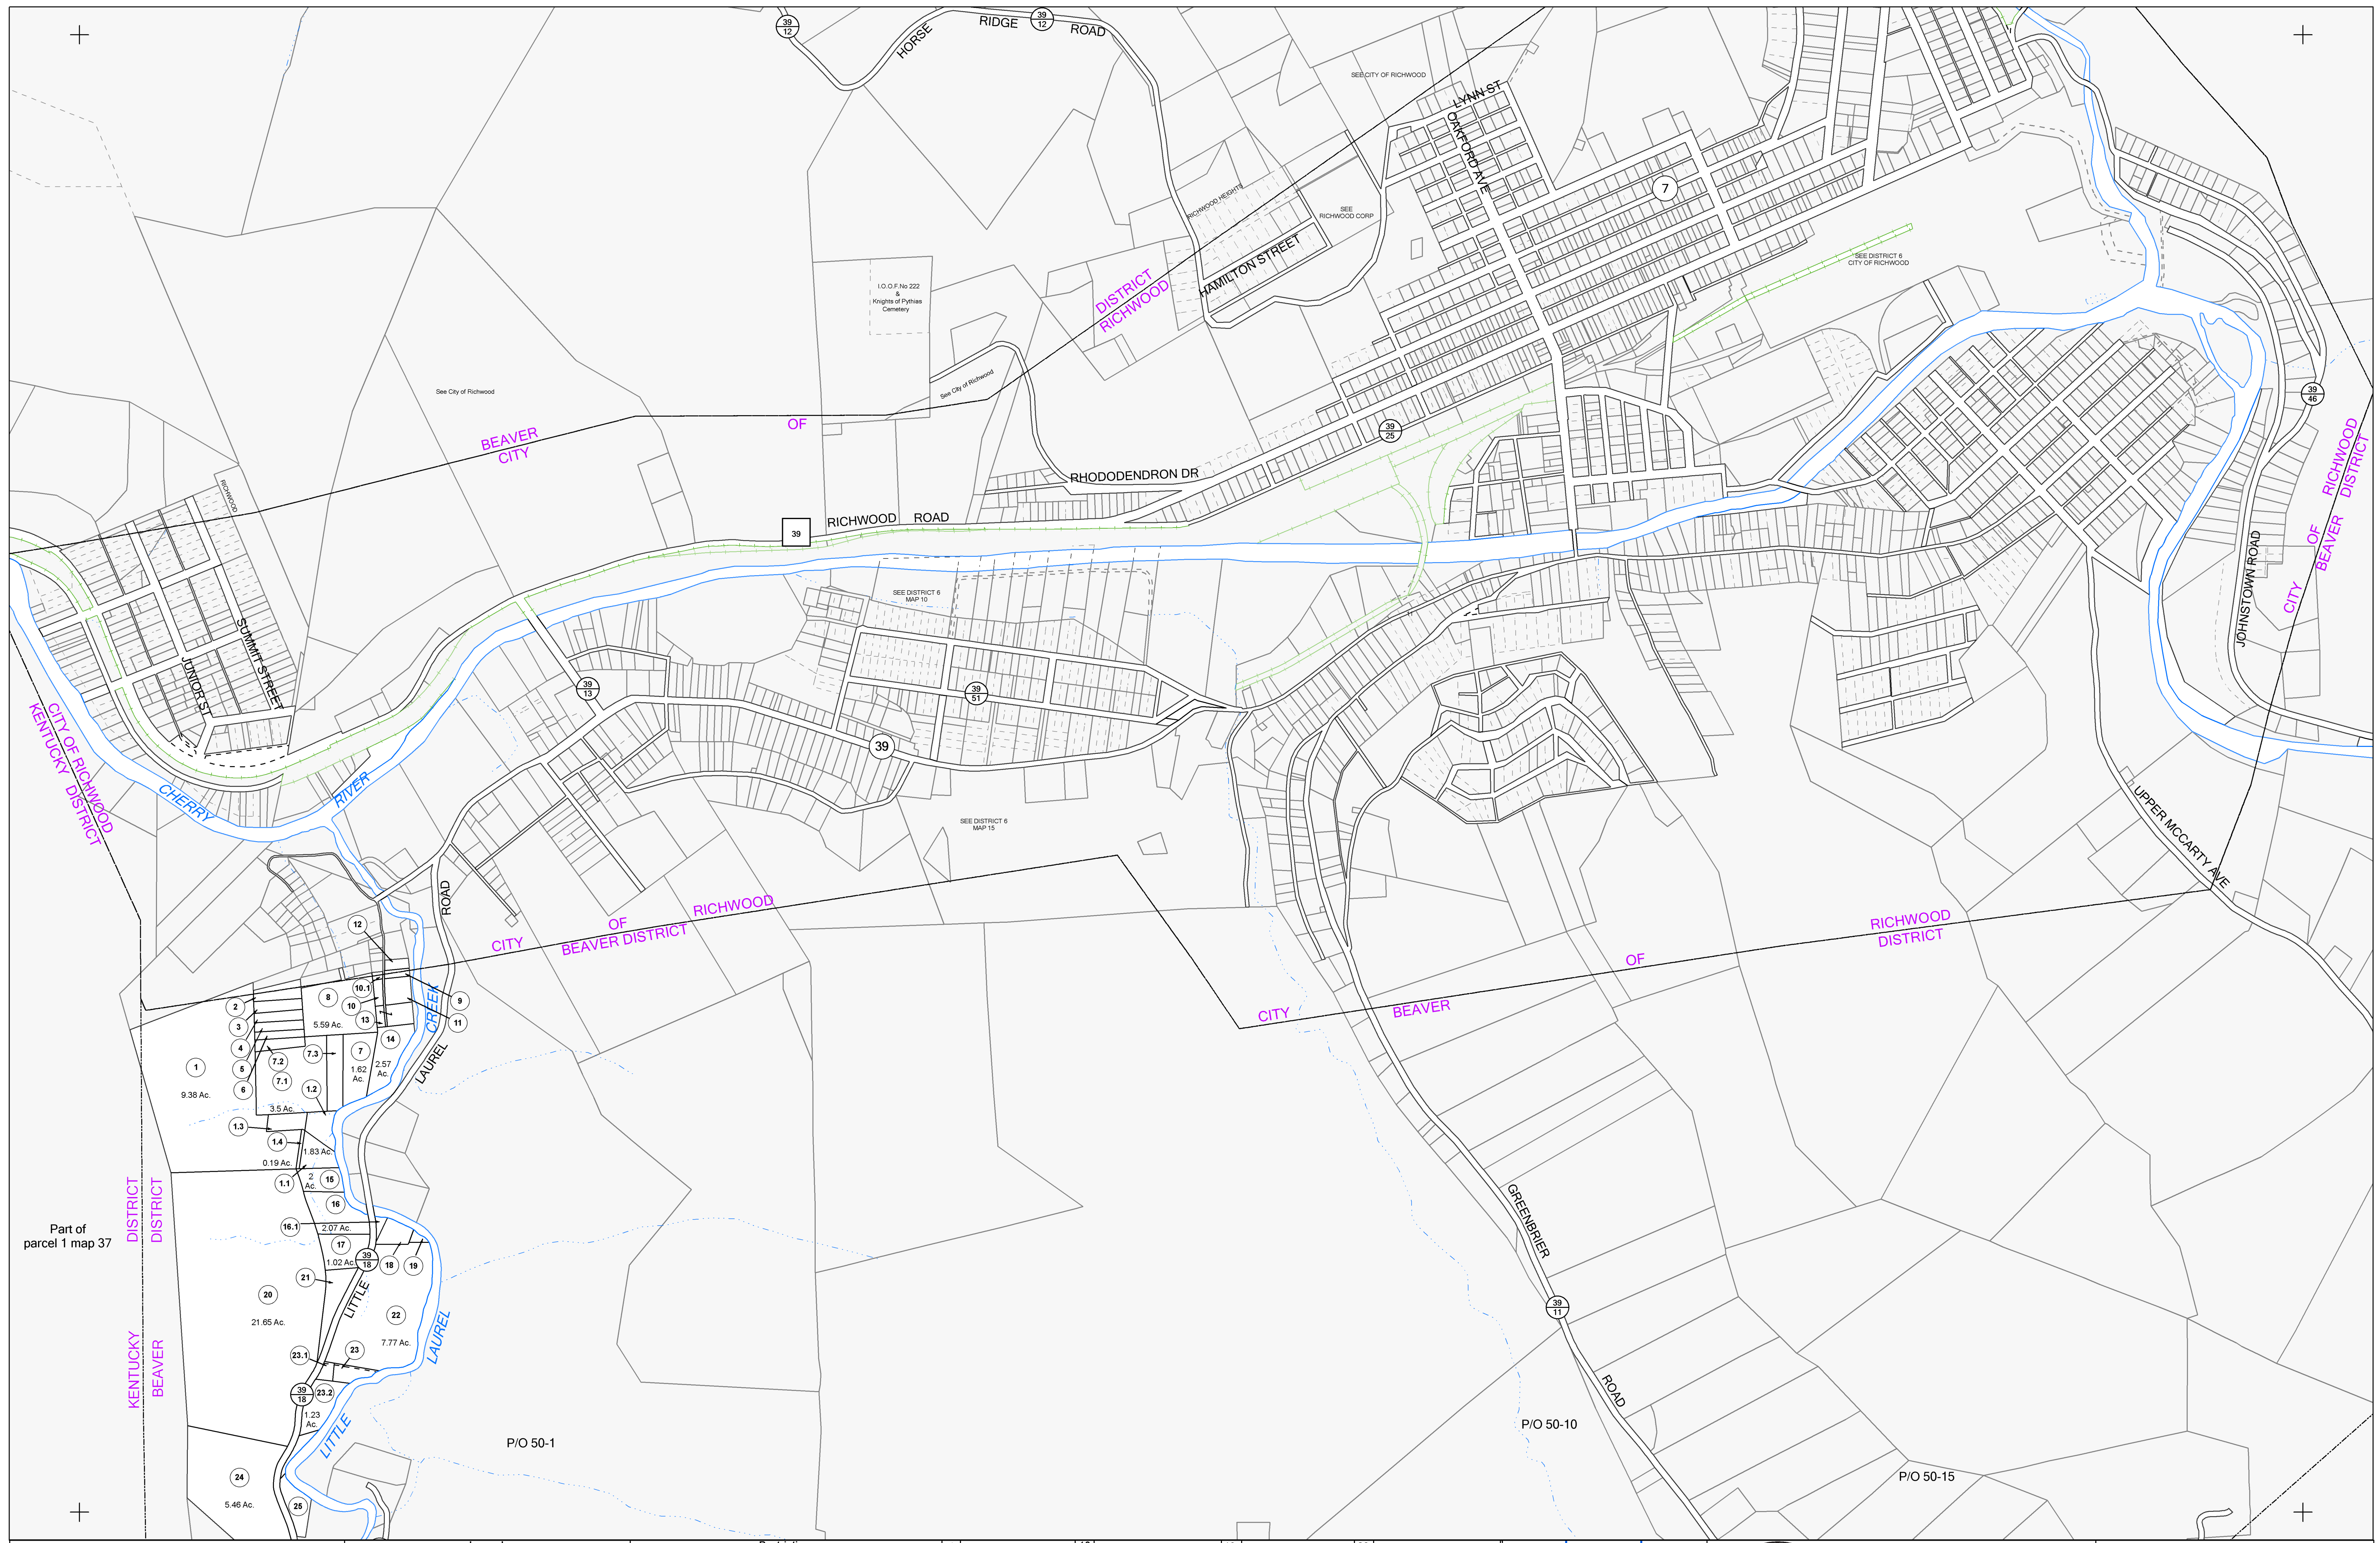 39
12
HORSE
RIDGE
39
12
ROAD
SEE CITY OF RICHWOOD
LYNN ST
OAKFORD AVE
7
RICHWOOD HEIGHTS
SEE
RICHWOOD CORP
HAMILTON STREET
DISTRICT
RICHWOOD
I.O.O.F.No 222
&
Knights of Pythias
Cemetery
SEE DISTRICT 6
CITY OF RICHWOOD
See City of Richwood
See City of Richwood
BEAVER
CITY
OF
39
25
39
46
RICHWOOD
DISTRICT
OF
BEAVER
CITY
RHODODENDRON DR
RICHWOOD
39
RICHWOOD
ROAD
SEE DISTRICT 6
MAP 10
JOHNSTOWN ROAD
SUMMIT STREET
JUNIOR S
39
13
39
51
39
CITY OF RICHWOOD
KENTUCKY
DISTRICT
CHERRY
RIVER
SEE DISTRICT 6
MAP 15
UPPER MCCARTY AVE
ROAD
CITY
OF
RICHWOOD
BEAVER DISTRICT
RICHWOOD
DISTRICT
OF
CITY
BEAVER
12
10.1
10
9
11
13
14
2
3
4
5
6
8
5.59 Ac.
CREEK
LAUREL
1
9.38 Ac.
7.2
7.1
7.3
7
1.62
Ac.
2.57
Ac.
1.2
3.5 Ac.
1.3
1.4
1.83 Ac.
0.19 Ac.
1.1
2
Ac.
15
16
DISTRICT
DISTRICT
Part of
parcel 1 map 37
16.1
2.07 Ac.
17
1.02 Ac.
39
18
18
19
21
20
21.65 Ac.
LITTLE
22
7.77 Ac.
LAUREL
GREENBRIER
39
11
KENTUCKY
BEAVER
23.1
23
39
18
23.2
1.23
Ac.
LITTLE
ROAD
P/O 50-1
P/O 50-10
P/O 50-15
24
5.46 Ac.
25